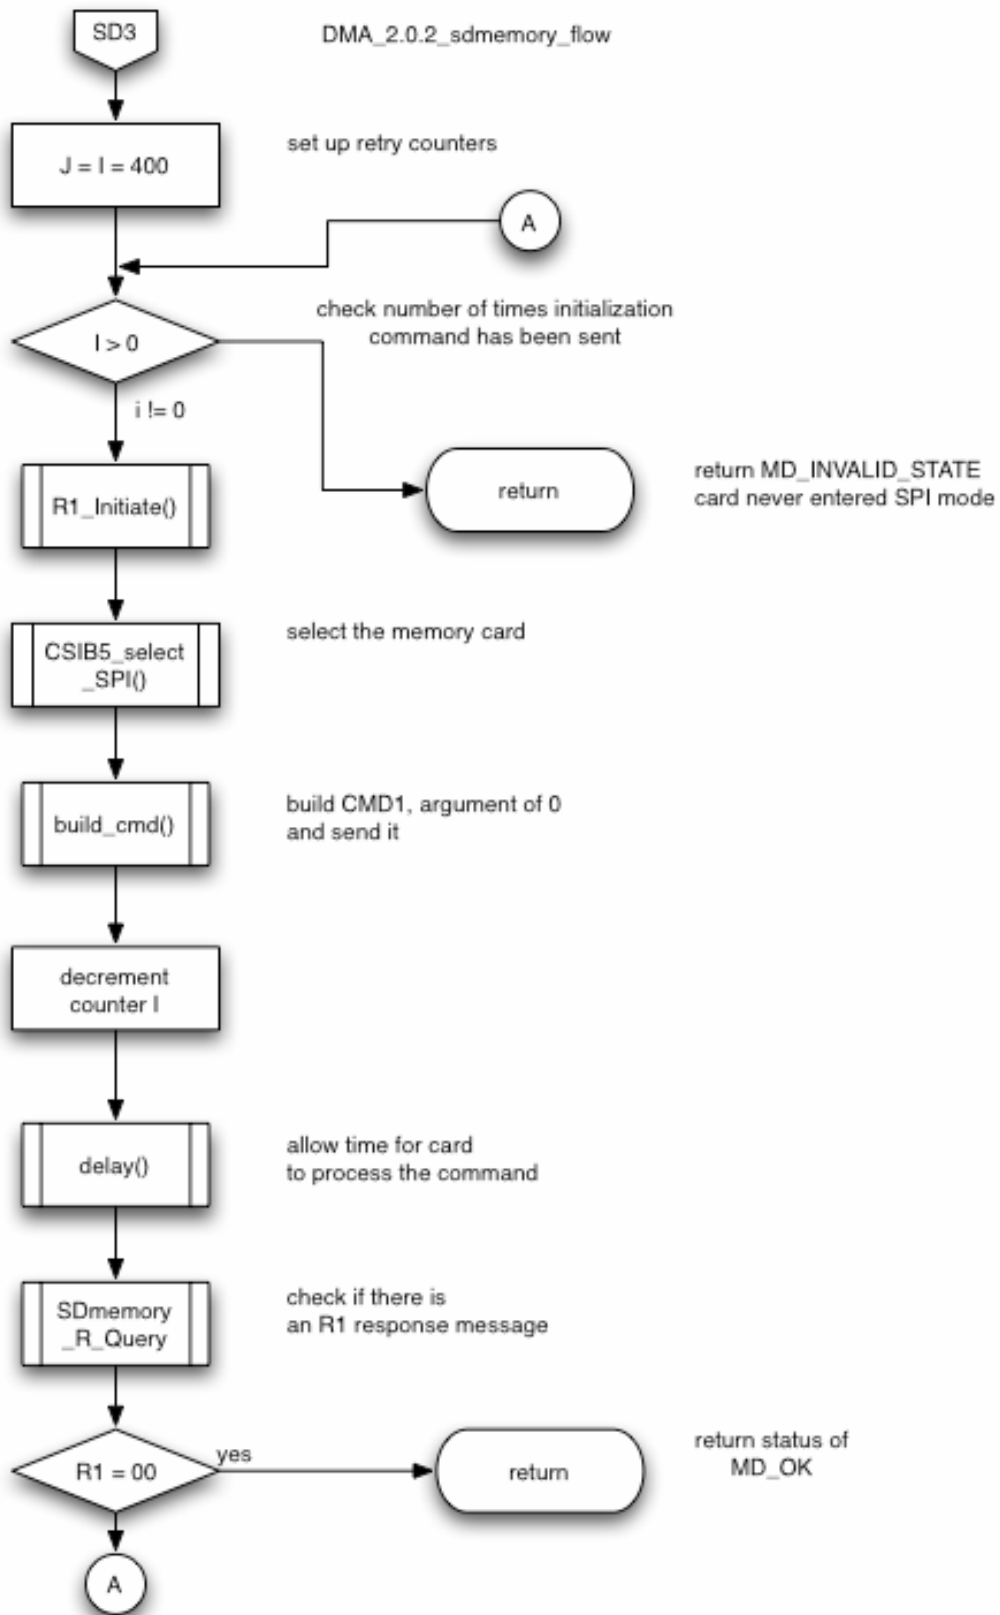 SD3
DMA_2.0.2_sdmemory_flow
J = I = 400
set up retry counters
A
check number of times initialization
command has been sent
I > 0
i != 0
R1_Initiate()
return
return MD_INVALID_STATE
card never entered SPI mode
CSIB5_select
_SPI()
select the memory card
build_cmd()
build CMD1, argument of 0
and send it
decrement
counter I
delay()
allow time for card
to process the command
SDmemory
_R_Query
check if there is
an R1 response message
R1 = 00
yes
return
return status of
MD_OK
A